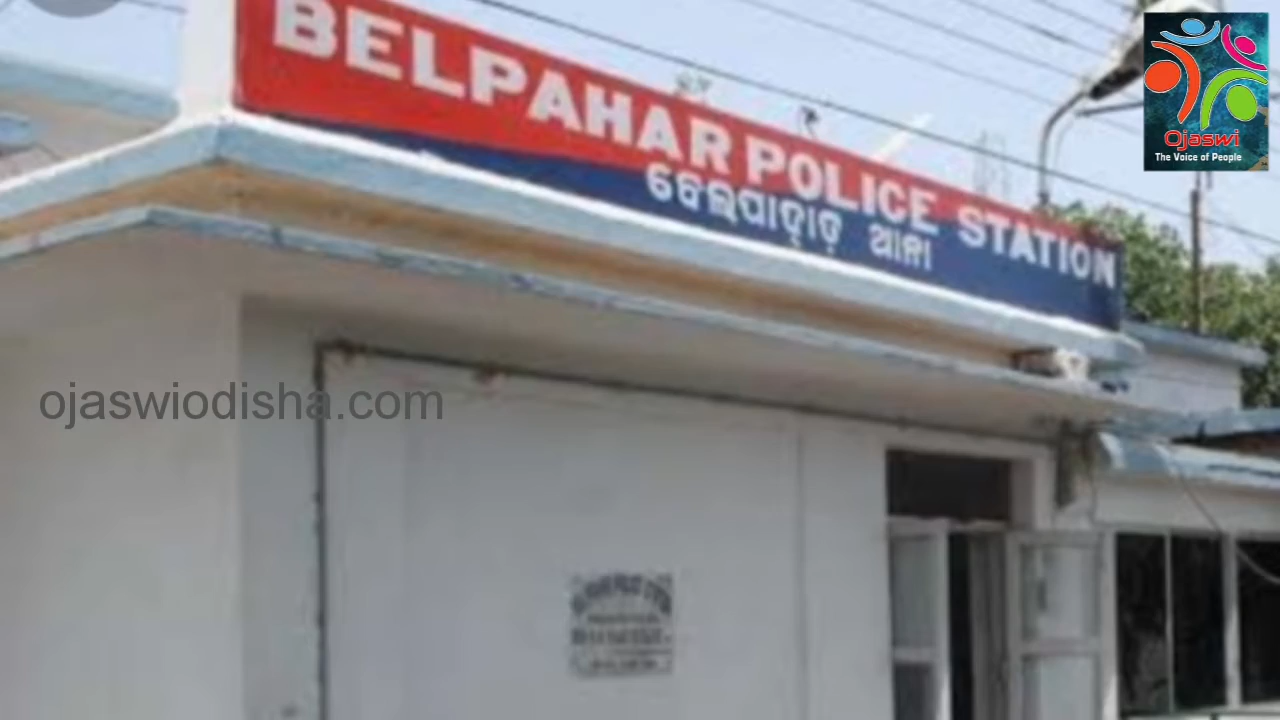 BELPAHAR POLICE STATION
ବେଲପାହାଡ଼ ଥାନା
Ojaswi
The Voice of People
ojaswiodisha.com